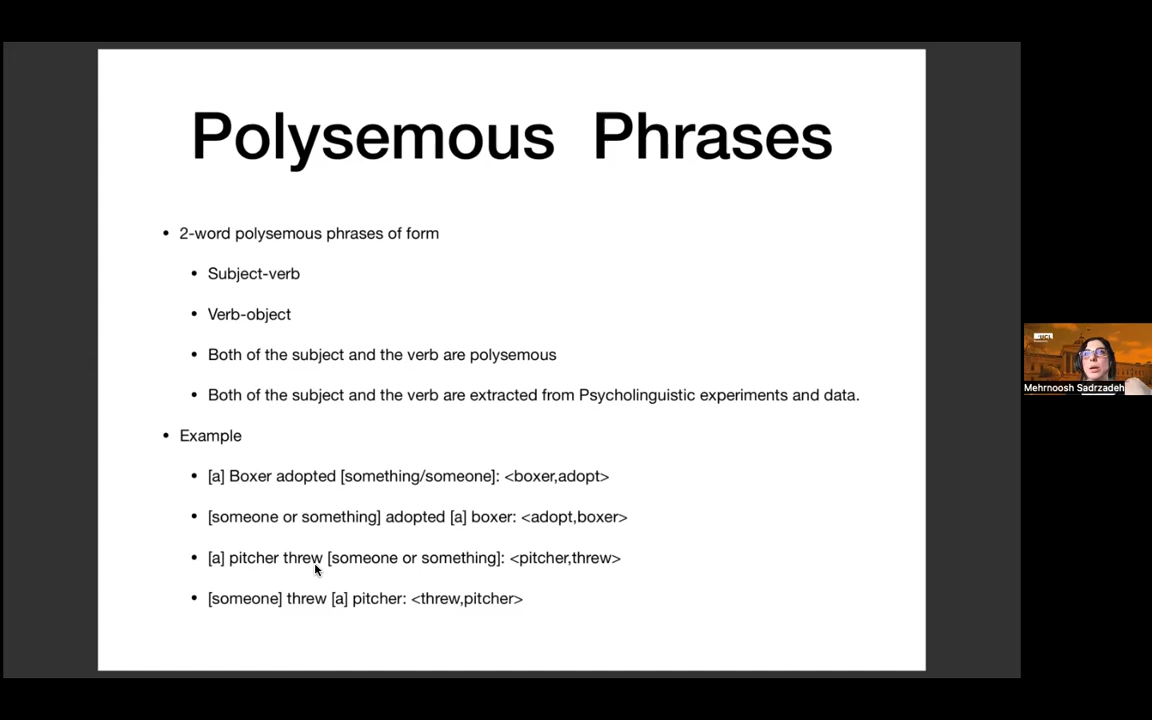 Polysemous Phrases
• 2-word polysemous phrases of form
• Subject-verb
• Verb-object
• Both of the subject and the verb are polysemous
• Both of the subject and the verb are extracted from Psycholinguistic experiments and data.
• Example
• [a] Boxer adopted [something/someone]: <boxer,adopt>
• [someone or something] adopted [a] boxer: <adopt,boxer>
• [a] pitcher threw [someone or something]: <pitcher,threw>
• [someone] threw [a] pitcher: <threw,pitcher>
UCL
Mehrnoosh Sadrzadeh